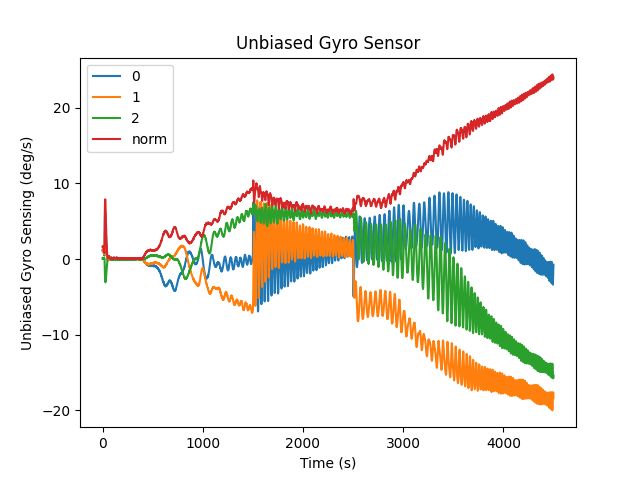 Unbiased Gyro Sensor
0
1
2
norm
Unbiased Gyro Sensing (deg/s)
20
10
0
−10
−20
0 1000 2000 3000 4000
Time (s)